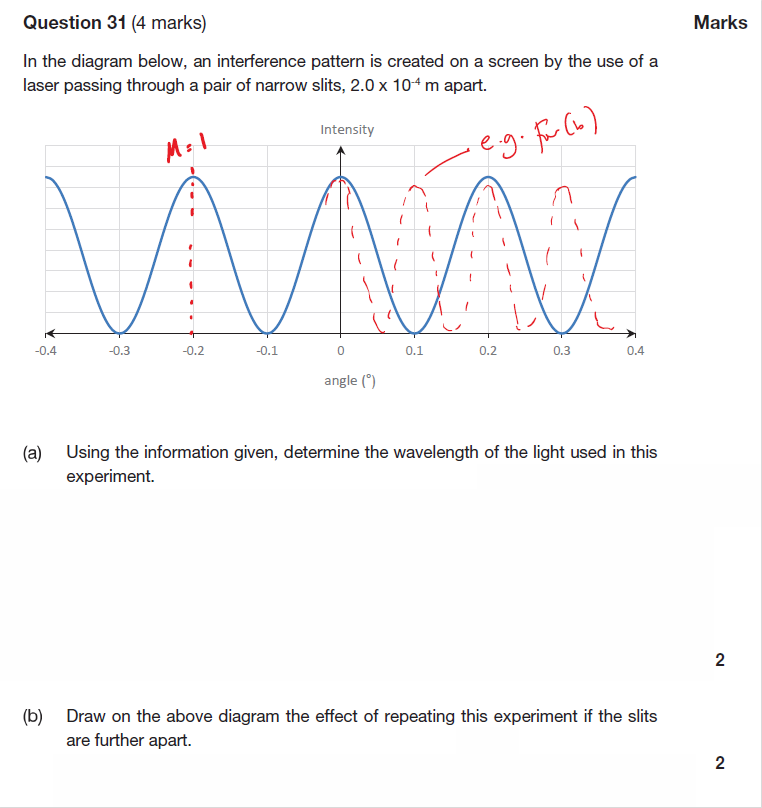 Question 31 (4 marks)
Marks
In the diagram below, an interference pattern is created on a screen by the use of a
laser passing through a pair of narrow slits, 2.0 x 10⁻⁴ m apart.
Intensity
e.g. for (b)
M=1
-0.4 -0.3 -0.2 -0.1 0 0.1 0.2 0.3 0.4
angle (°)
(a) Using the information given, determine the wavelength of the light used in this
experiment.
2
(b) Draw on the above diagram the effect of repeating this experiment if the slits
are further apart.
2